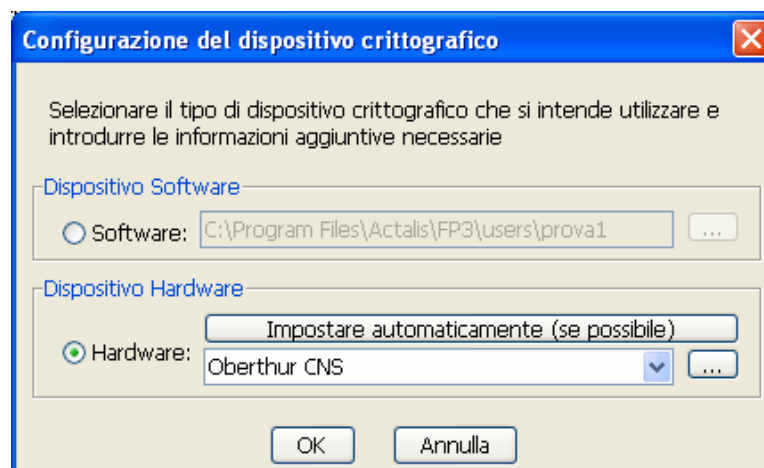 Configurazione del dispositivo crittografico
Selezionare il tipo di dispositivo crittografico che si intende utilizzare e
introdurre le informazioni aggiuntive necessarie
Dispositivo Software
Software: C:\Program Files\Actalis\FP3\users\prova1 ...
Dispositivo Hardware
Impostare automaticamente (se possibile)
Hardware:
Oberthur CNS ...
OK Annulla